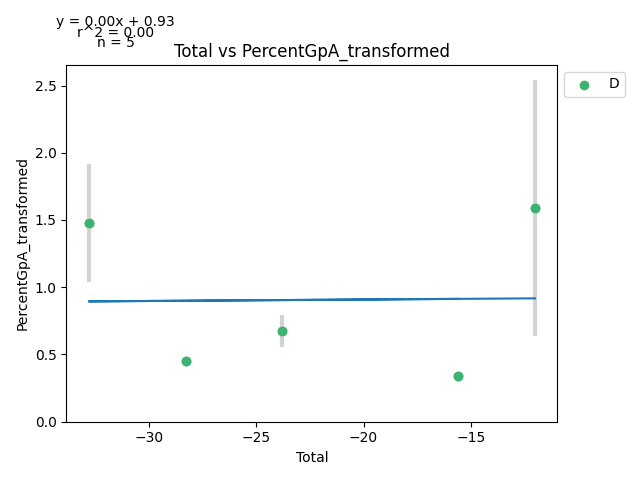 y = 0.00x + 0.93
r^2 = 0.00
n = 5
Total vs PercentGpA_transformed
D
PercentGpA_transformed
2.5
2.0
1.5
1.0
0.5
0.0
−30 −25 −20 −15
Total